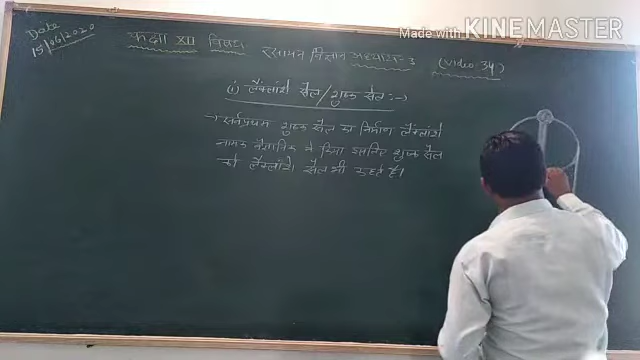 Made with KINEMASTER
Date
15/06/2020
कक्षा XII विषय रसायन विज्ञान अध्याय-3 (Video 34)
(i) लैक्लांशे सैल/शुष्क सेल:-
→ सर्वप्रथम शुष्क सैल का निर्माण लैक्लांशे
नामक वैज्ञानिक ने किया इसलिए शुष्क सैल
को लैक्लांशे सैल भी कहते है।